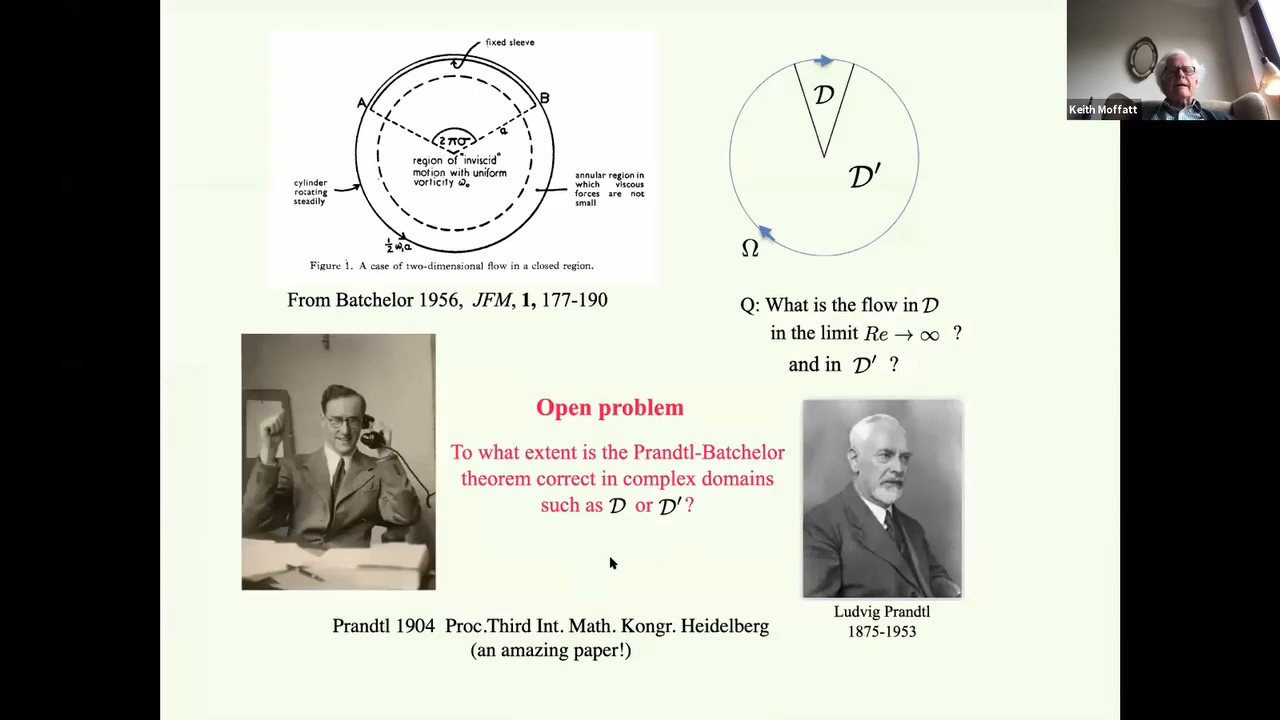 fixed sleeve
A
B
a
2πσ
region of "inviscid"
motion with uniform
vorticity ω₀
cylinder
rotating
steadily
annular region in
which viscous
forces are not
small
½ω₁a
Figure 1. A case of two-dimensional flow in a closed region.
From Batchelor 1956, JFM, 1, 177-190
𝒟
𝒟′
Ω
Keith Moffatt
Q: What is the flow in 𝒟
in the limit Re → ∞ ?
and in 𝒟′ ?
Open problem
To what extent is the Prandtl-Batchelor
theorem correct in complex domains
such as 𝒟 or 𝒟′?
Ludvig Prandtl
1875-1953
Prandtl 1904 Proc.Third Int. Math. Kongr. Heidelberg
(an amazing paper!)